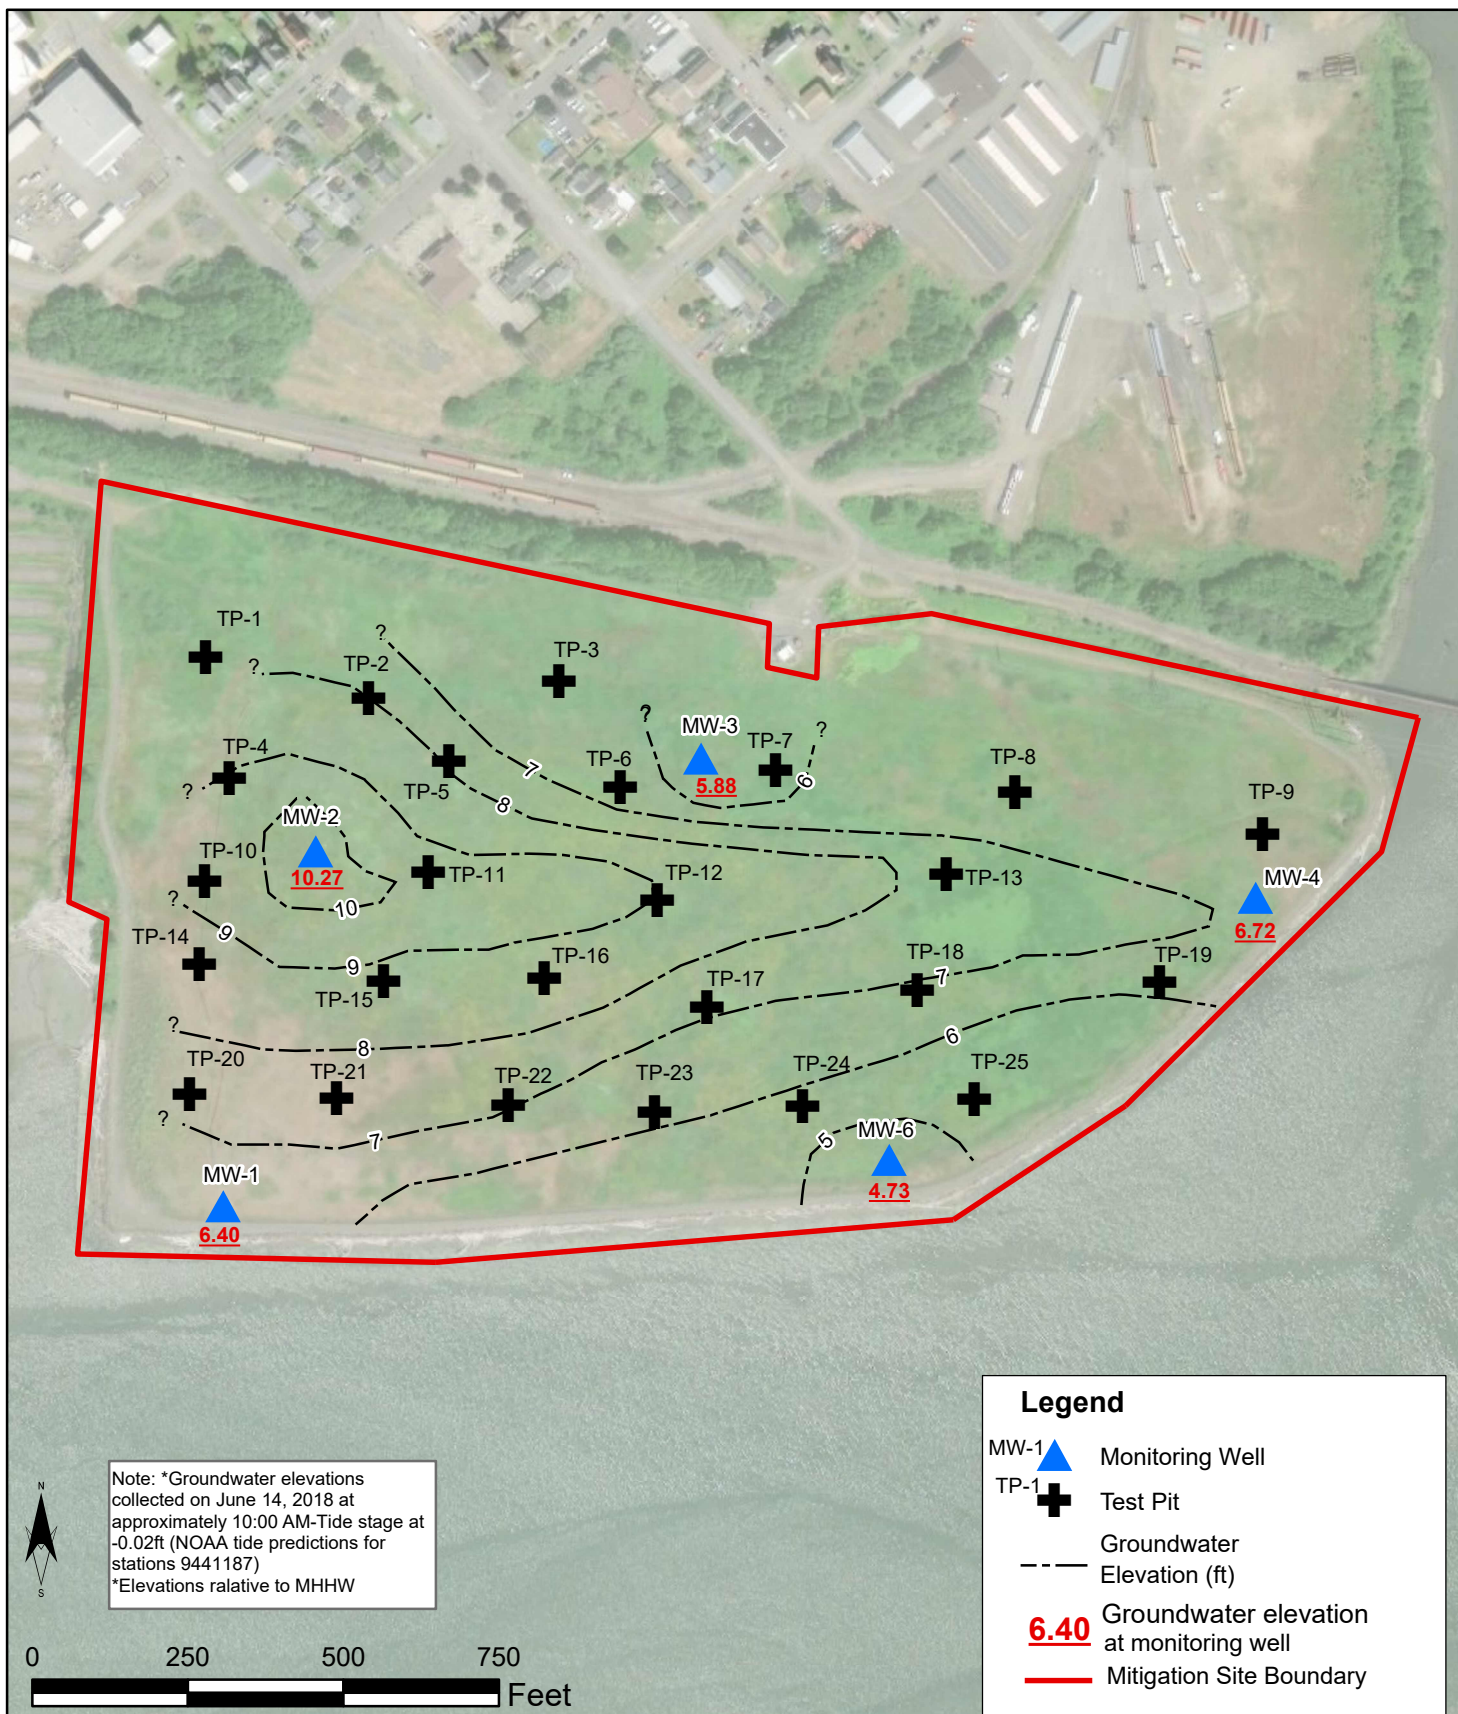 TP-1
?
TP-2
TP-3
?
MW-3
?
TP-7
?
TP-4
TP-6
7
TP-8
5.88
6
?
TP-5
8
TP-9
MW-2
TP-10
10.27
TP-11
TP-12
TP-13
MW-4
?
10
6.72
TP-14
9
9
TP-15
TP-16
TP-17
TP-18
7
TP-19
?
8
6
TP-20
TP-21
TP-22
TP-23
TP-24
TP-25
?
7
5
MW-6
4.73
MW-1
6.40
Legend
MW-1
Monitoring Well
TP-1
Test Pit
Groundwater
Elevation (ft)
6.40
Groundwater elevation
at monitoring well
Mitigation Site Boundary
N
S
Note: *Groundwater elevations
collected on June 14, 2018 at
approximately 10:00 AM-Tide stage at
-0.02ft (NOAA tide predictions for
stations 9441187)
*Elevations ralative to MHHW
0 250 500 750
Feet